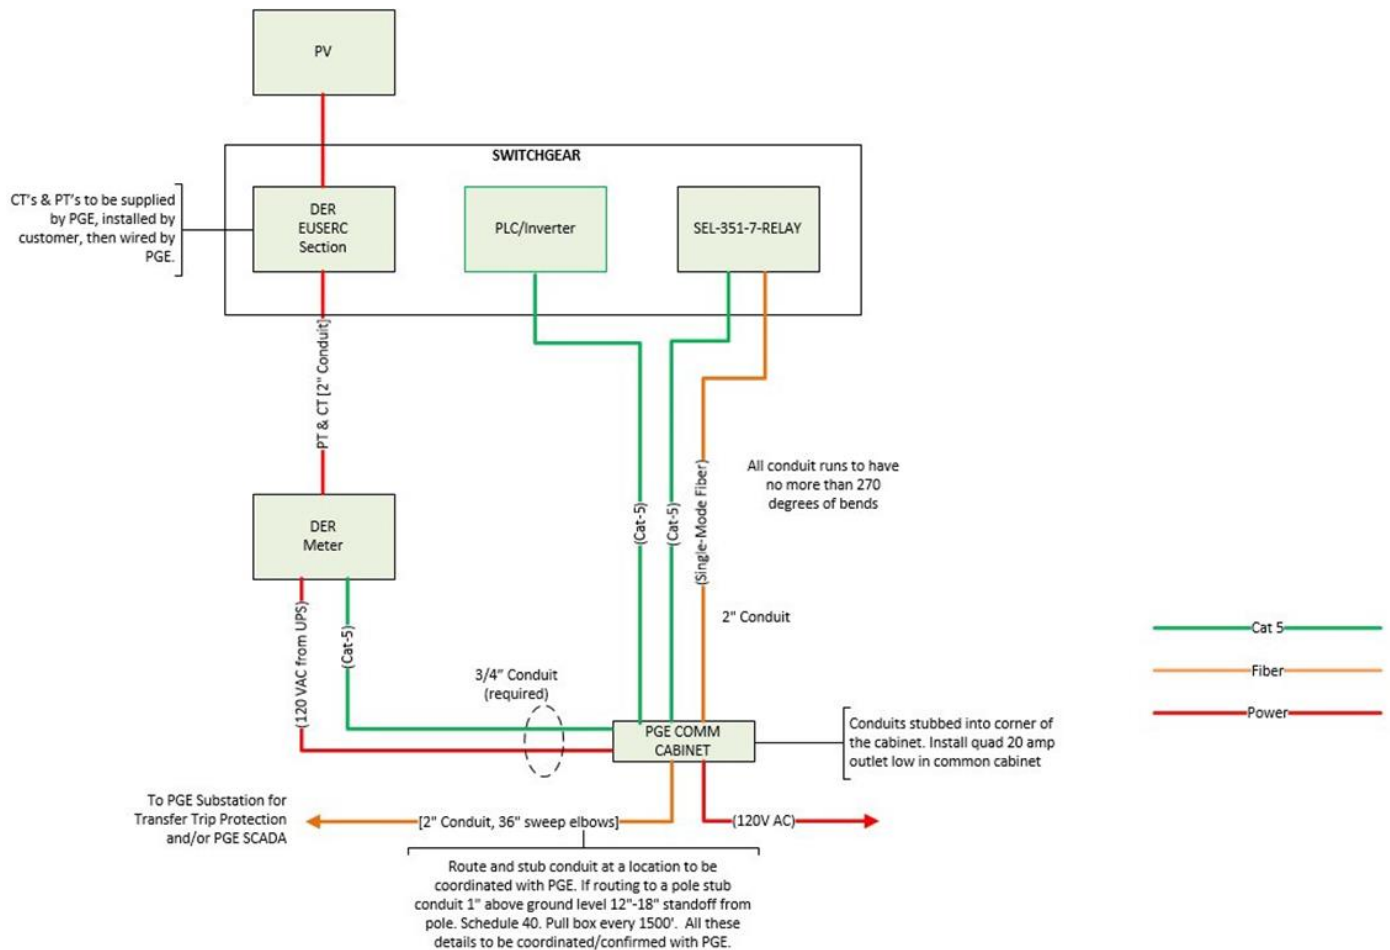 PV
SWITCHGEAR
CT's & PT's to be supplied
by PGE, installed by
customer, then wired by
PGE.
DER
EUSERC
Section
PLC/Inverter
SEL-351-7-RELAY
PT & CT [2" Conduit]
(Cat-5)
(Cat-5)
(Single-Mode Fiber)
All conduit runs to have
no more than 270
degrees of bends
DER
Meter
(120 VAC from UPS)
(Cat-5)
2" Conduit
3/4" Conduit
(required)
Cat 5
Fiber
Power
PGE COMM
CABINET
Conduits stubbed into corner of
the cabinet. Install quad 20 amp
outlet low in common cabinet
To PGE Substation for
Transfer Trip Protection
and/or PGE SCADA
[2" Conduit, 36" sweep elbows]
(120V AC)
Route and stub conduit at a location to be
coordinated with PGE. If routing to a pole stub
conduit 1" above ground level 12"-18" standoff from
pole. Schedule 40. Pull box every 1500'. All these
details to be coordinated/confirmed with PGE.